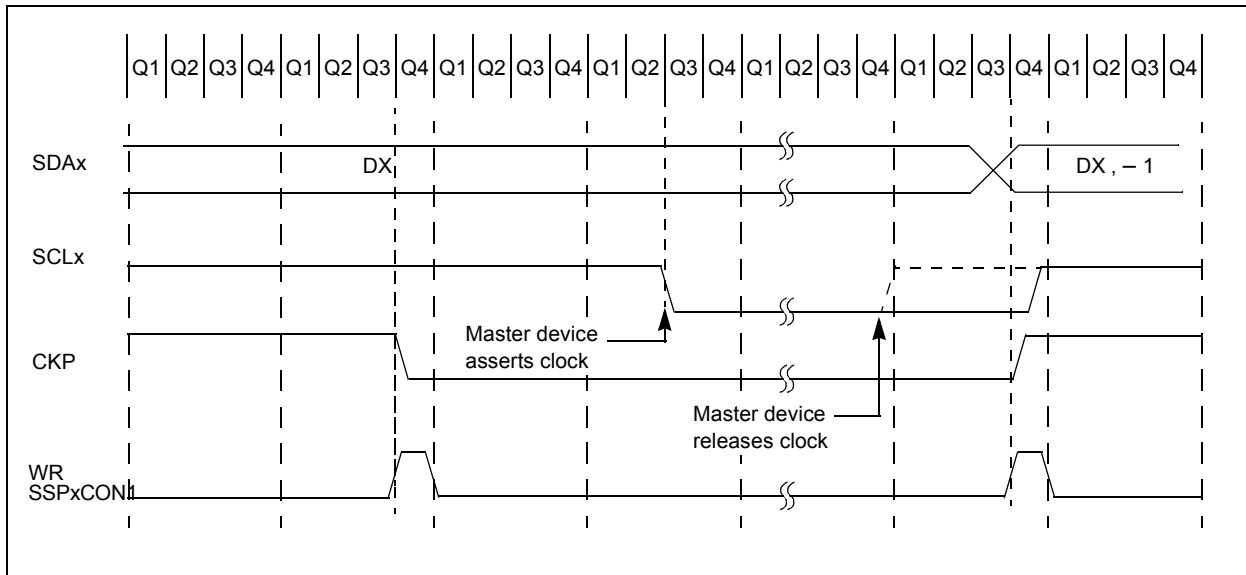 Q1 Q2 Q3 Q4 Q1 Q2 Q3 Q4 Q1 Q2 Q3 Q4 Q1 Q2 Q3 Q4 Q1 Q2 Q3 Q4 Q1 Q2 Q3 Q4 Q1 Q2 Q3 Q4
SDAx
DX
DX , – 1
SCLx
Master device
asserts clock
CKP
Master device
releases clock
WR
SSPxCON1